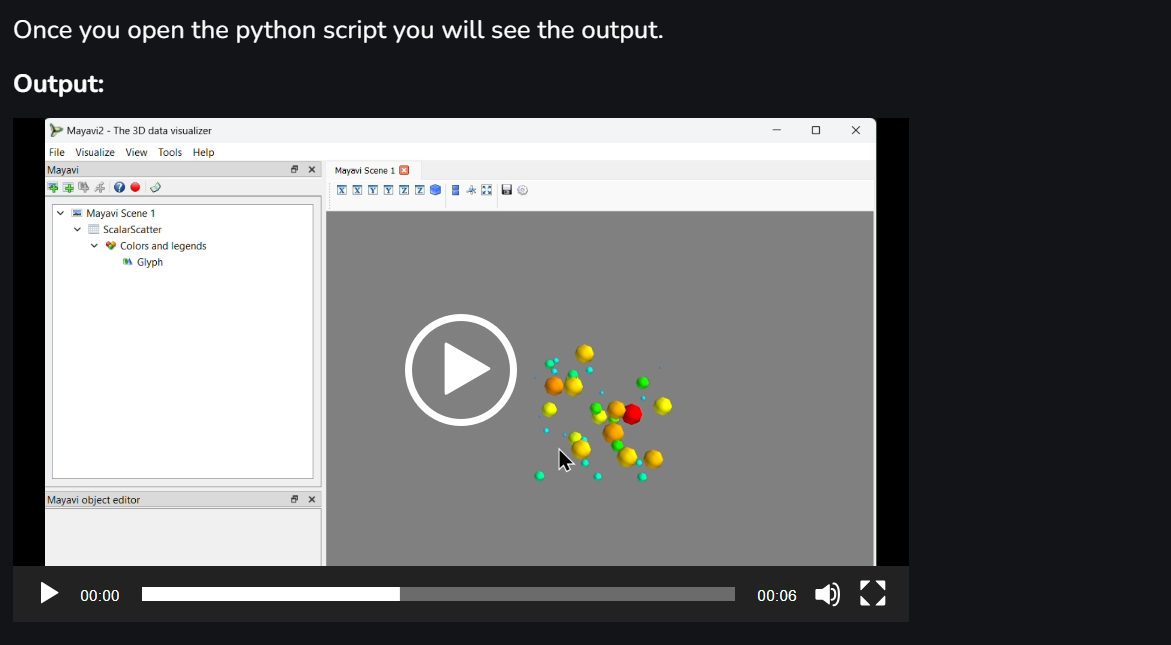 Once you open the python script you will see the output.
Output:
Mayavi2 - The 3D data visualizer
File Visualize View Tools Help
Mayavi
Mayavi Scene 1
X X Y Y Z Z
Mayavi Scene 1
ScalarScatter
Colors and legends
Glyph
Mayavi object editor
00:00
00:06